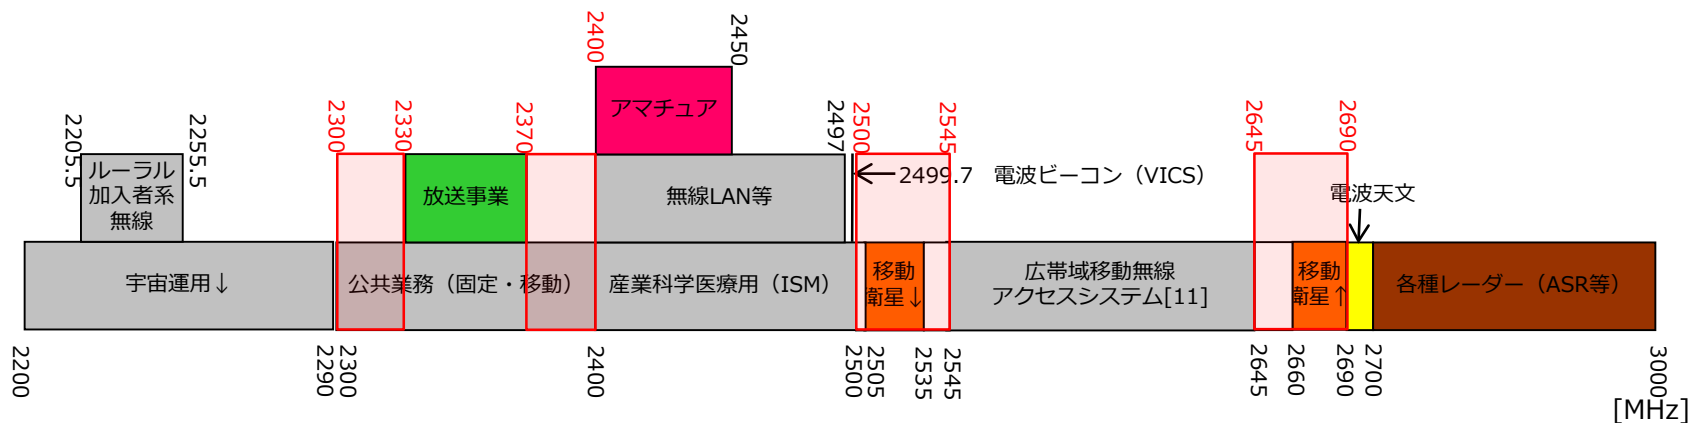 2400
2450
アマチュア
2205.5
2255.5
2300
2330
2370
2497
2500
2545
2645
2690
ルーラル
加入者系
無線
放送事業
無線LAN等
2499.7　電波ビーコン（VICS）
電波天文
宇宙運用↓
公共業務（固定・移動）
産業科学医療用（ISM）
移動
衛星↓
広帯域移動無線
アクセスシステム[11]
移動
衛星↑
各種レーダー（ASR等）
2200
2290
2300
2400
2500
2505
2535
2545
2645
2660
2690
2700
3000
[MHz]